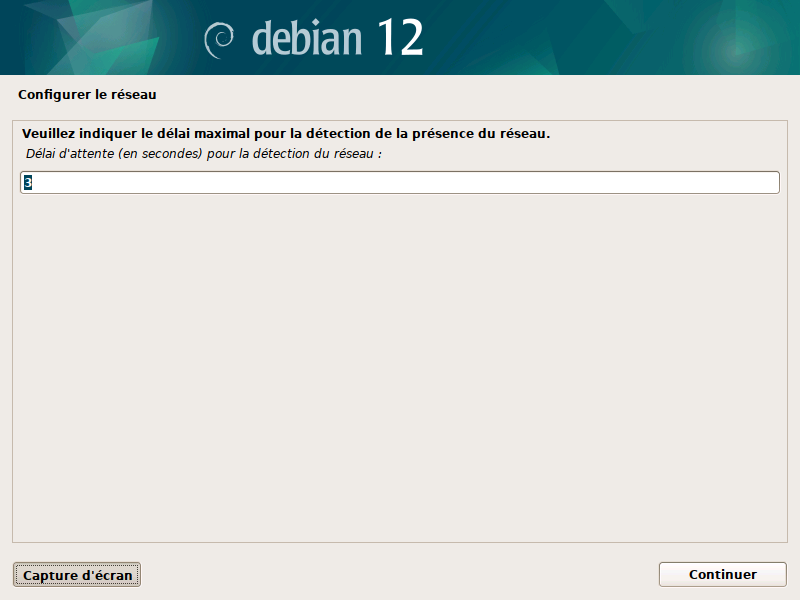 debian 12
Configurer le réseau
Veuillez indiquer le délai maximal pour la détection de la présence du réseau.
Délai d'attente (en secondes) pour la détection du réseau :
3
Capture d'écran
Continuer